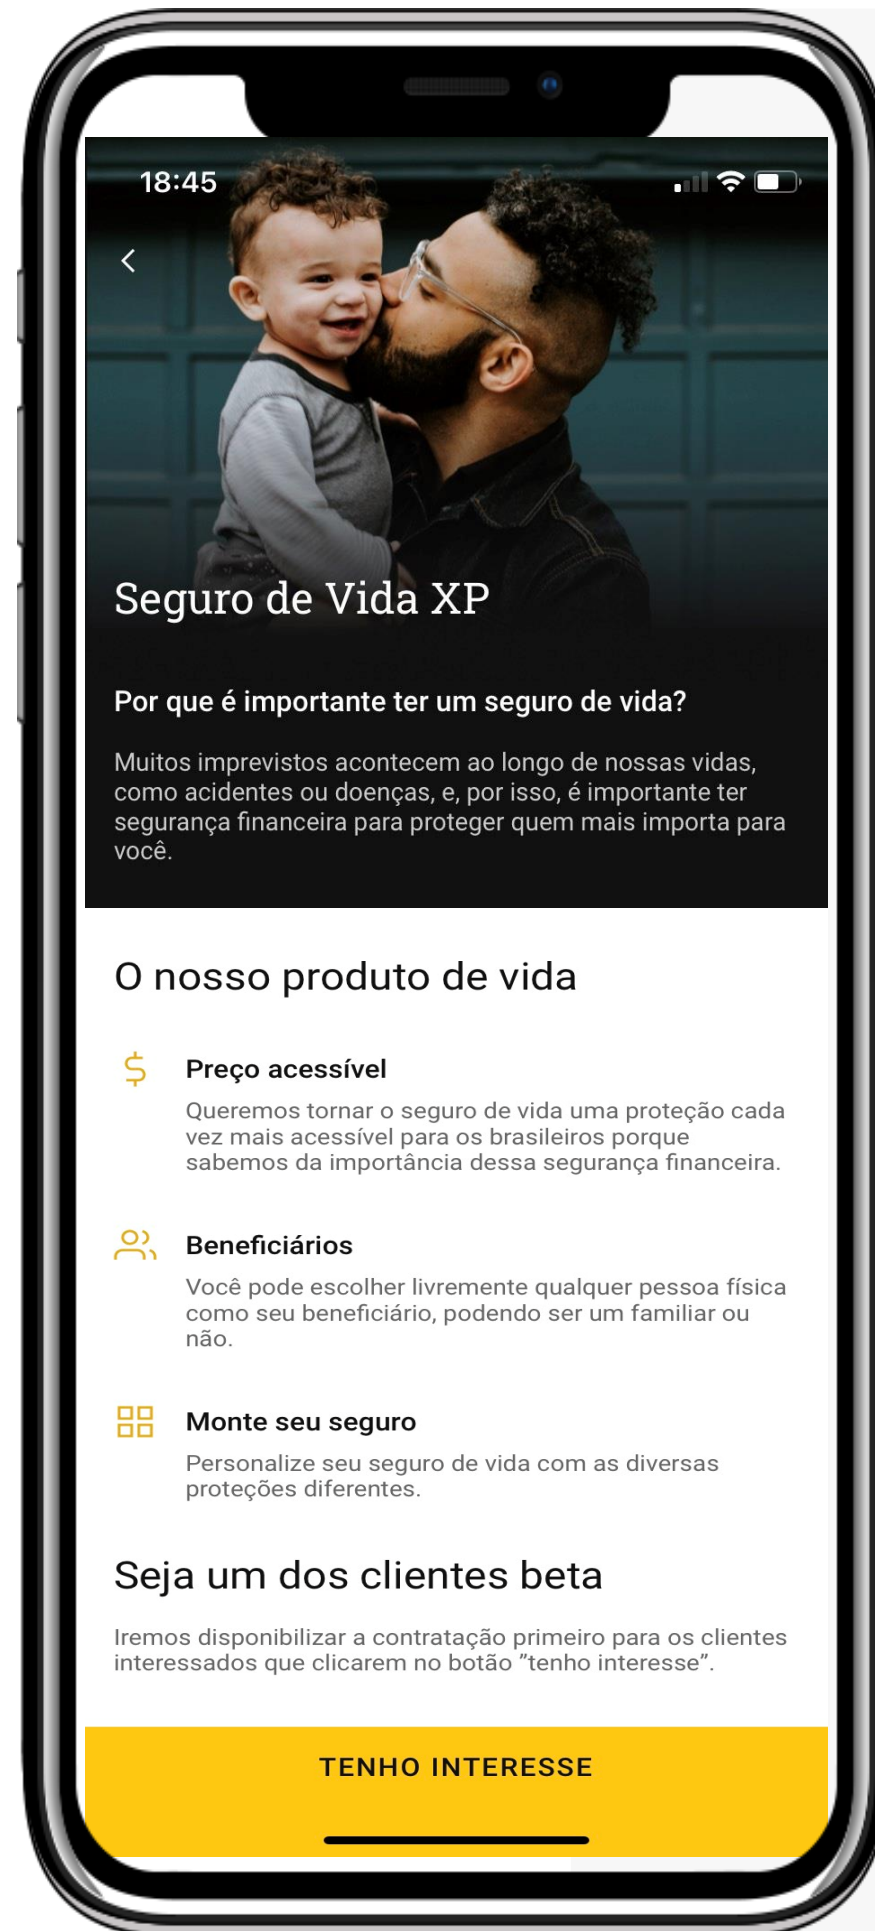 18:45
Seguro de Vida XP
Por que é importante ter um seguro de vida?
Muitos imprevistos acontecem ao longo de nossas vidas,
como acidentes ou doenças, e, por isso, é importante ter
segurança financeira para proteger quem mais importa para
você.
O nosso produto de vida
Preço acessível
Queremos tornar o seguro de vida uma proteção cada
vez mais acessível para os brasileiros porque
sabemos da importância dessa segurança financeira.
Beneficiários
Você pode escolher livremente qualquer pessoa física
como seu beneficiário, podendo ser um familiar ou
não.
Monte seu seguro
Personalize seu seguro de vida com as diversas
proteções diferentes.
Seja um dos clientes beta
Iremos disponibilizar a contratação primeiro para os clientes
interessados que clicarem no botão ”tenho interesse”.
TENHO INTERESSE